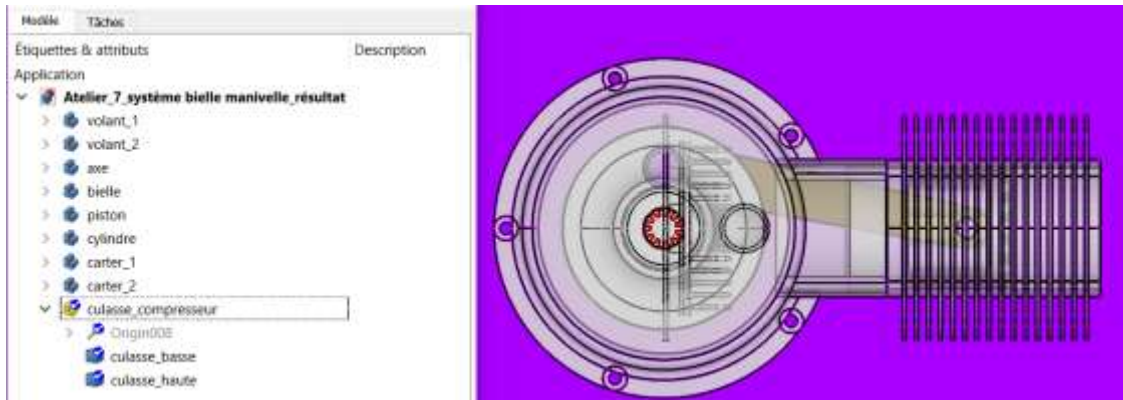 Modèle Tâches
Étiquettes & attributs Description
Application
Atelier_7_système bielle manivelle_résultat
volant_1
volant_2
axe
bielle
piston
cylindre
carter_1
carter_2
culasse_compresseur
Origin008
culasse_basse
culasse_haute